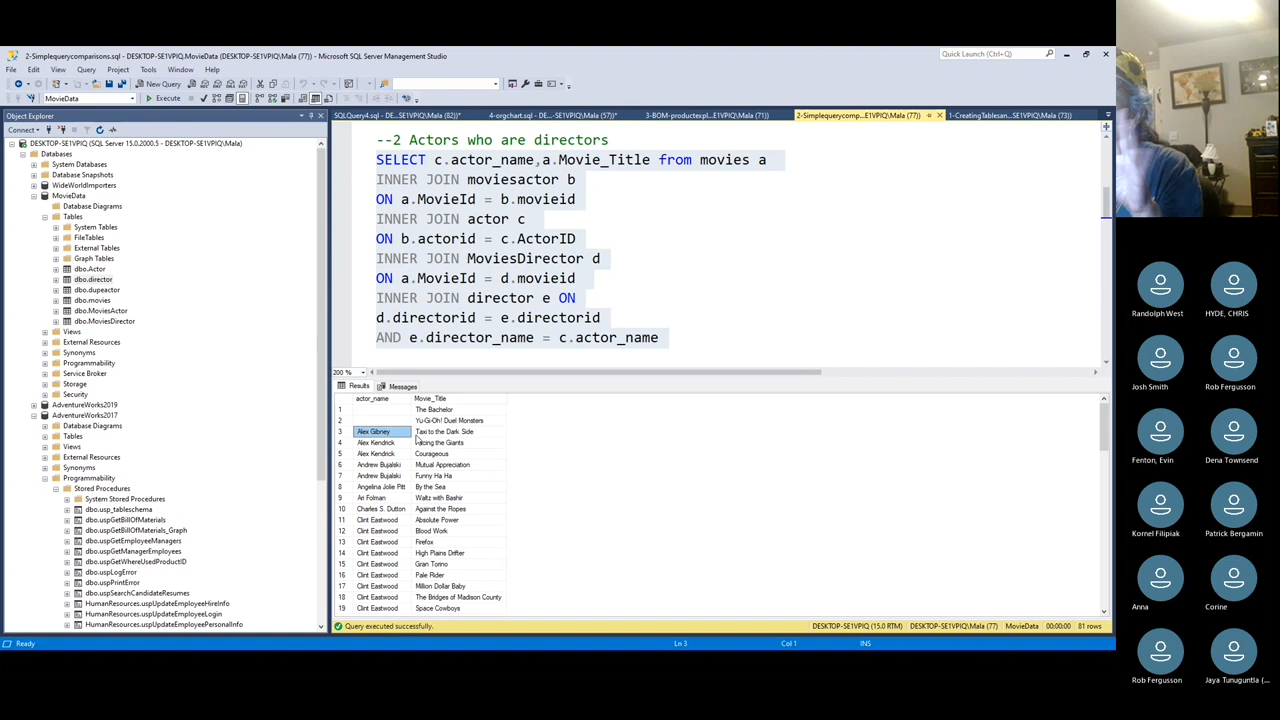 2-Simplequerycomparisons.sql - DESKTOP-SE1VPIQ.MovieData (DESKTOP-SE1VPIQ\Mala (77)) - Microsoft SQL Server Management Studio
Quick Launch (Ctrl+Q)
File Edit View Query Project Tools Window Help
New Query
MovieData Execute
Object Explorer
Connect
DESKTOP-SE1VPIQ (SQL Server 15.0.2000.5 - DESKTOP-SE1VPIQ\Mala)
Databases
System Databases
Database Snapshots
WideWorldImporters
MovieData
Database Diagrams
Tables
System Tables
FileTables
External Tables
Graph Tables
dbo.Actor
dbo.director
dbo.dupeactor
dbo.movies
dbo.MoviesActor
dbo.MoviesDirector
Views
External Resources
Synonyms
Programmability
Service Broker
Storage
Security
AdventureWorks2019
AdventureWorks2017
Database Diagrams
Tables
Views
External Resources
Synonyms
Programmability
Stored Procedures
System Stored Procedures
dbo.usp_tableschema
dbo.uspGetBillOfMaterials
dbo.uspGetBillOfMaterials_Graph
dbo.uspGetEmployeeManagers
dbo.uspGetManagerEmployees
dbo.uspGetWhereUsedProductID
dbo.uspLogError
dbo.uspPrintError
dbo.uspSearchCandidateResumes
HumanResources.uspUpdateEmployeeHireInfo
HumanResources.uspUpdateEmployeeLogin
HumanResources.uspUpdateEmployeePersonalInfo
SQLQuery4.sql - DE...SE1VPIQ\Mala (82))* 4-orgchart.sql - DE...-SE1VPIQ\Mala (57))* 3-BOM-productexpl...E1VPIQ\Mala (71)) 2-Simplequerycomp...E1VPIQ\Mala (77)) 1-CreatingTablesan...SE1VPIQ\Mala (73))
--2 Actors who are directors
SELECT c.actor_name,a.Movie_Title from movies a
INNER JOIN moviesactor b
ON a.MovieId = b.movieid
INNER JOIN actor c
ON b.actorid = c.ActorID
INNER JOIN MoviesDirector d
ON a.MovieId = d.movieid
INNER JOIN director e ON
d.directorid = e.directorid
AND e.director_name = c.actor_name
200 %
Results Messages
actor_name Movie_Title
1 The Bachelor
2 Yu-Gi-Oh! Duel Monsters
3 Alex Gibney Taxi to the Dark Side
4 Alex Kendrick the Giants
5 Alex Kendrick Courageous
6 Andrew Bujalski Mutual Appreciation
7 Andrew Bujalski Funny Ha Ha
8 Angelina Jolie Pitt By the Sea
9 Ari Folman Waltz with Bashir
10 Charles S. Dutton Against the Ropes
11 Clint Eastwood Absolute Power
12 Clint Eastwood Blood Work
13 Clint Eastwood Firefox
14 Clint Eastwood High Plains Drifter
15 Clint Eastwood Gran Torino
16 Clint Eastwood Pale Rider
17 Clint Eastwood Million Dollar Baby
18 Clint Eastwood The Bridges of Madison County
19 Clint Eastwood Space Cowboys
Query executed successfully. DESKTOP-SE1VPIQ (15.0 RTM) DESKTOP-SE1VPIQ\Mala (77) MovieData 00:00:00 81 rows
Ready Ln 3 Col 1 INS
Randolph West HYDE, CHRIS
Josh Smith Rob Fergusson
Fenton, Evin Dena Townsend
Kornel Filipiak Patrick Bergamin
Anna Corine
Rob Fergusson Jaya Tunuguntla (...